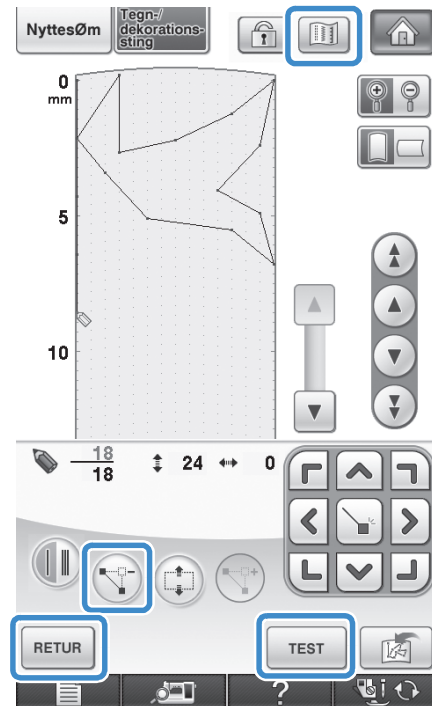 NyttesØm
Tegn-/
dekorations-
sting
0
mm
5
10
18
18
24
0
RETUR
TEST
?